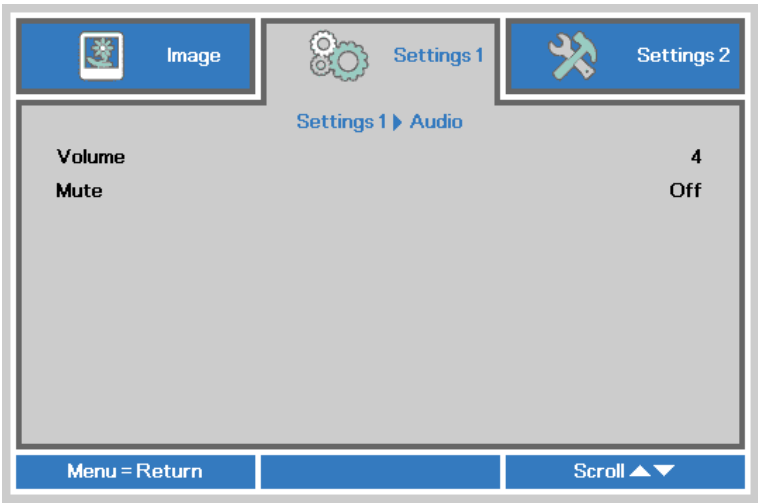 Image
Settings 1
Settings 2
Settings 1 ▶ Audio
Volume 4
Mute Off
Menu = Return
Scroll ▲▼